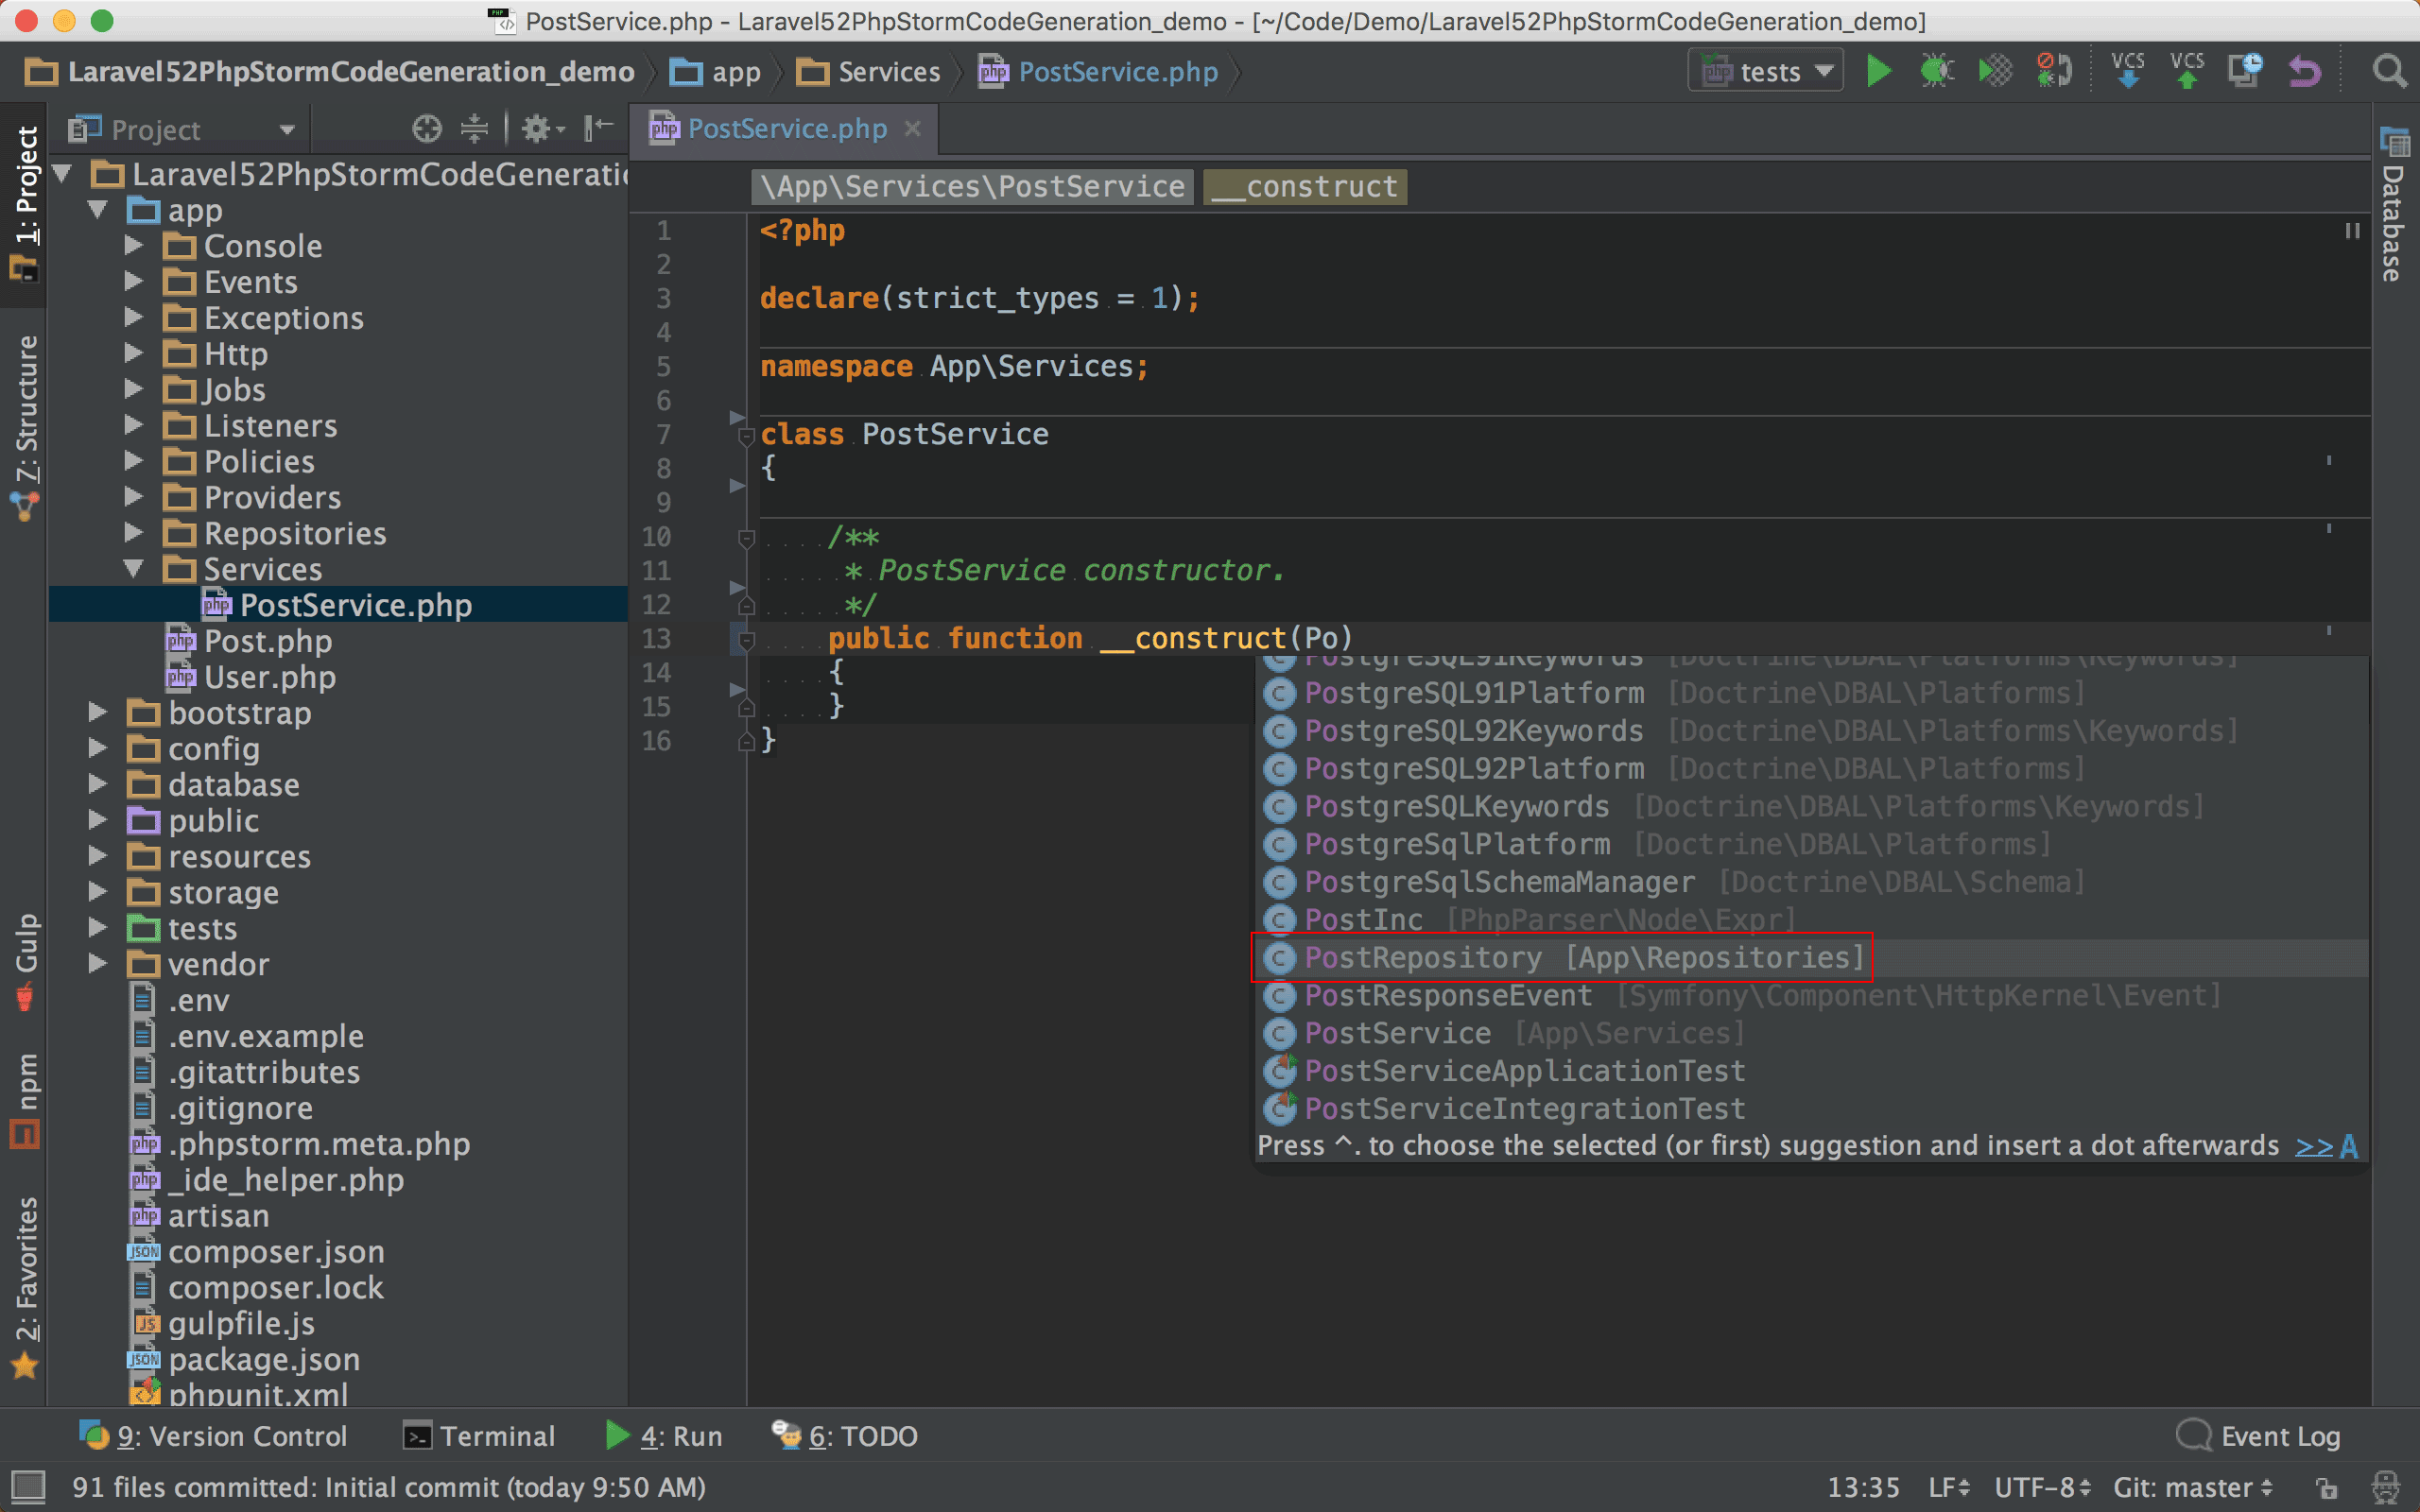 PostService.php - Laravel52PhpStormCodeGeneration_demo - [~/Code/Demo/Laravel52PhpStormCodeGeneration_demo]
Laravel52PhpStormCodeGeneration_demo app Services PostService.php tests VCS VCS
1: Project
Z: Structure
Gulp
npm
2: Favorites
Project
Laravel52PhpStormCodeGeneratic
app
Console
Events
Exceptions
Http
Jobs
Listeners
Policies
Providers
Repositories
Services
PostService.php
Post.php
User.php
bootstrap
config
database
public
resources
storage
tests
vendor
.env
.env.example
.gitattributes
.gitignore
.phpstorm.meta.php
_ide_helper.php
artisan
composer.json
composer.lock
gulpfile.js
package.json
phpunit.xml
PostService.php
\App\Services\PostService __construct
1 <?php
2
3 declare(strict_types = 1);
4
5 namespace App\Services;
6
7 class PostService
8 {
9
10 /**
11 * PostService constructor.
12 */
13 public function __construct(Po)
14 {
15 }
16 }
PostgreSQL91Keywords [Doctrine\DBAL\Platforms\Keywords]
PostgreSQL91Platform [Doctrine\DBAL\Platforms]
PostgreSQL92Keywords [Doctrine\DBAL\Platforms\Keywords]
PostgreSQL92Platform [Doctrine\DBAL\Platforms]
PostgreSQLKeywords [Doctrine\DBAL\Platforms\Keywords]
PostgreSqlPlatform [Doctrine\DBAL\Platforms]
PostgreSqlSchemaManager [Doctrine\DBAL\Schema]
PostInc [PhpParser\Node\Expr]
PostRepository [App\Repositories]
PostResponseEvent [Symfony\Component\HttpKernel\Event]
PostService [App\Services]
PostServiceApplicationTest
PostServiceIntegrationTest
Press ^. to choose the selected (or first) suggestion and insert a dot afterwards >>
Database
9: Version Control Terminal 4: Run 6: TODO Event Log
91 files committed: Initial commit (today 9:50 AM) 13:35 LF UTF-8 Git: master